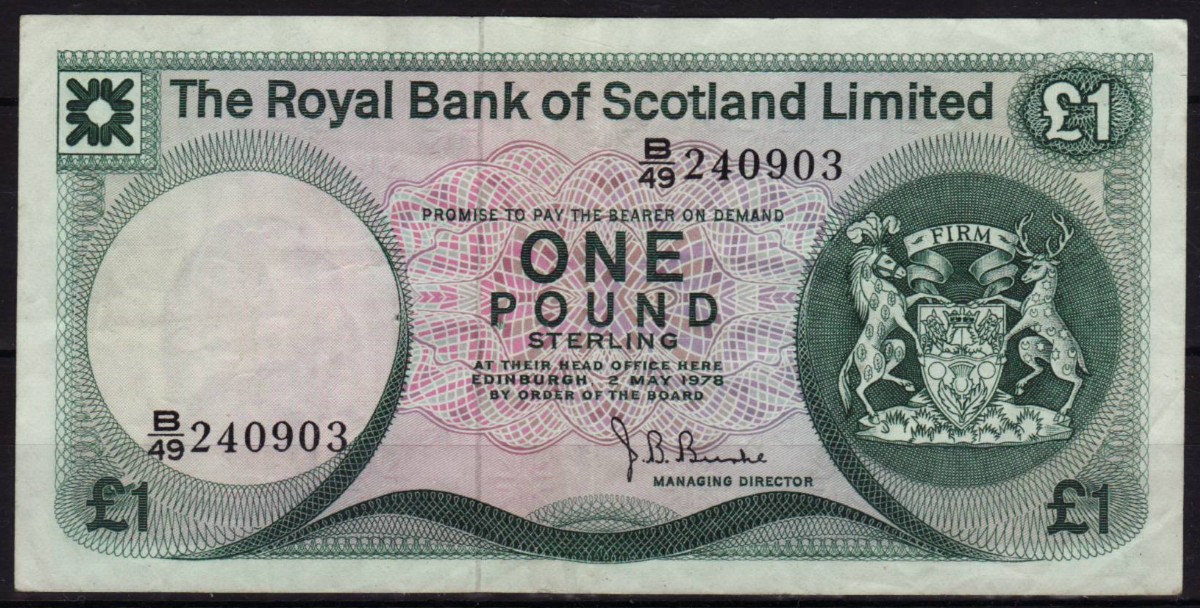 The Royal Bank of Scotland Limited
£1
B/49 240903
PROMISE TO PAY THE BEARER ON DEMAND
ONE
POUND
STERLING
AT THEIR HEAD OFFICE HERE
EDINBURGH, 2 MAY 1978
BY ORDER OF THE BOARD
FIRM
B/49 240903
J. B. Burke
MANAGING DIRECTOR
£1
£1